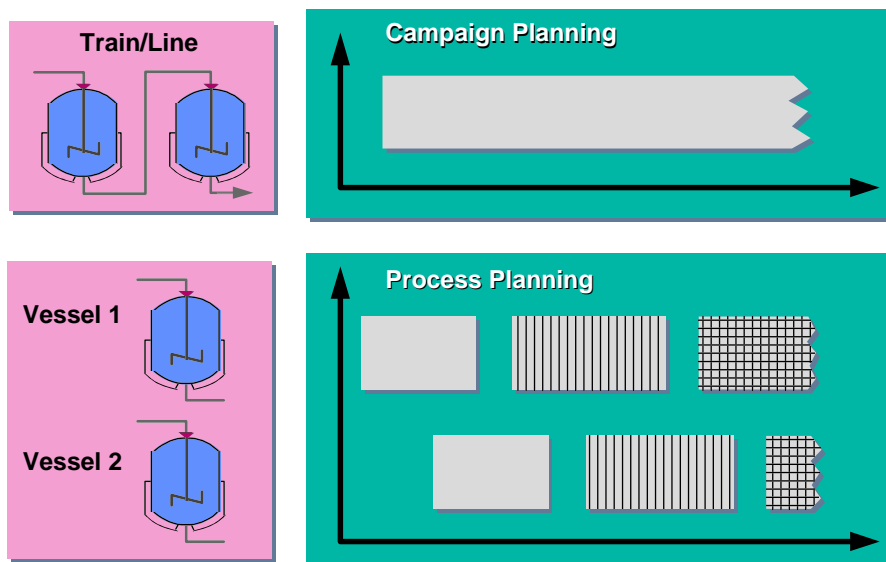 Train/Line
Campaign Planning
Process Planning
Vessel 1
Vessel 2